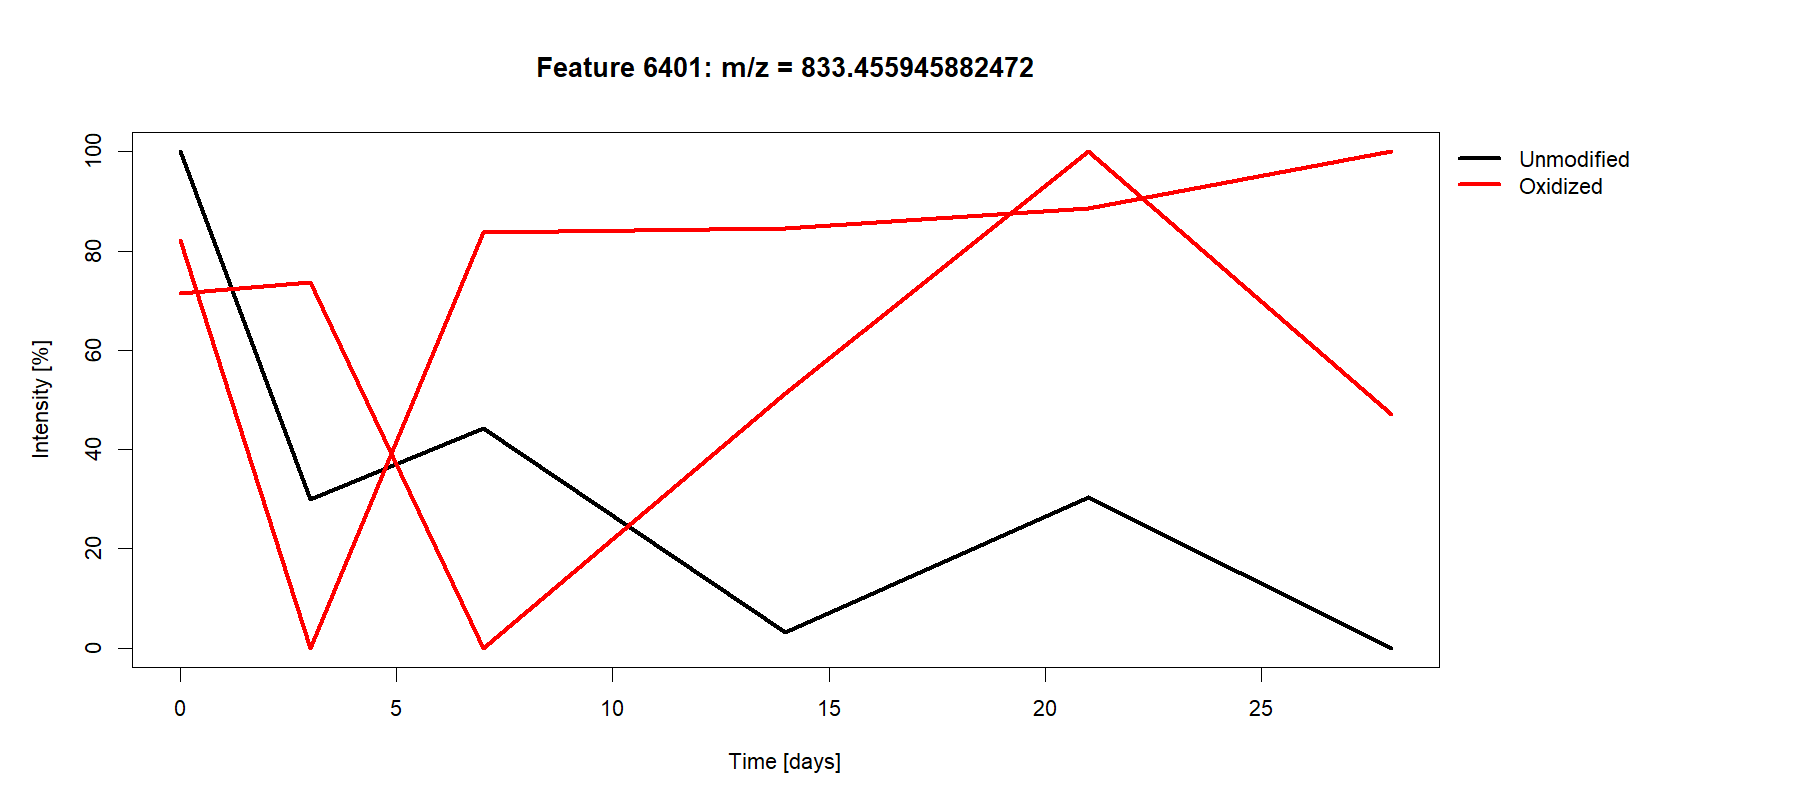 Feature 6401: m/z = 833.455945882472
Unmodified
Oxidized
Intensity [%]
100
80
60
40
20
0
0 5 10 15 20 25
Time [days]